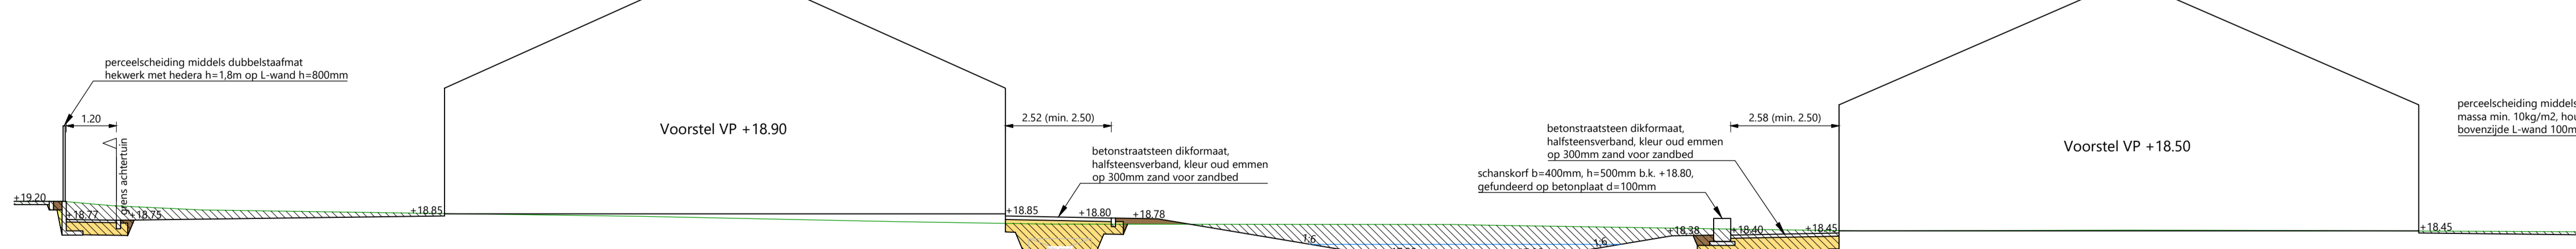 perceelscheiding middels dubbelstaafmat
hekwerk met hedera h=1,8m op L-wand h=800mm
1.20
grens achtertuin
+19.20
+18.77
+18.75
+18.85
Voorstel VP +18.90
2.52 (min. 2.50)
betonstraatsteen dikformaat,
halfsteensverband, kleur oud emmen
op 300mm zand voor zandbed
+18.85
+18.80
+18.78
1:6
1:6
betonstraatsteen dikformaat,
halfsteensverband, kleur oud emmen
op 300mm zand voor zandbed
schanskorf b=400mm, h=500mm b.k. +18.80,
gefundeerd op betonplaat d=100mm
2.58 (min. 2.50)
+18.38
+18.40
+18.45
Voorstel VP +18.50
+18.45
perceelscheiding middels
massa min. 10kg/m2, hou
bovenzijde L-wand 100m